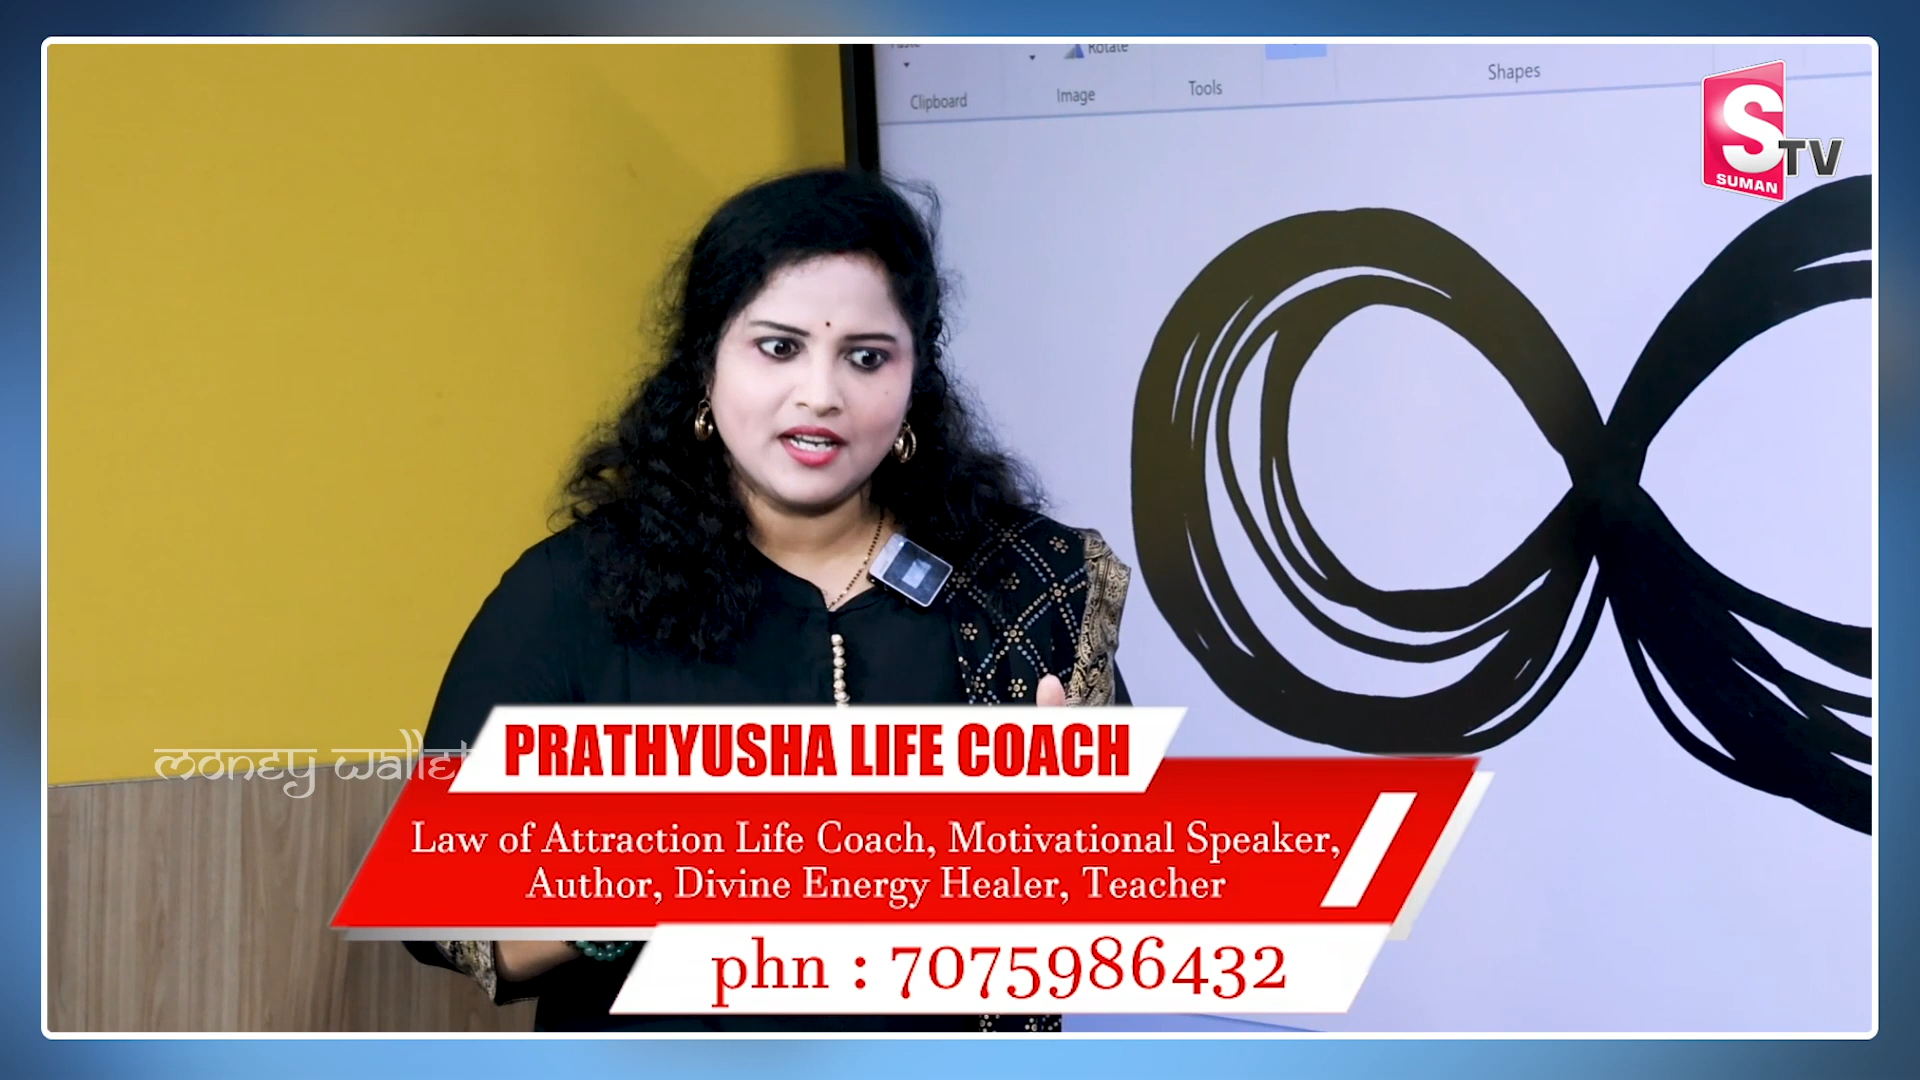 Rotate
Clipboard
Image
Tools
Shapes
S
TV
SUMAN
money wallet
PRATHYUSHA LIFE COACH
Law of Attraction Life Coach, Motivational Speaker,
Author, Divine Energy Healer, Teacher
phn : 7075986432